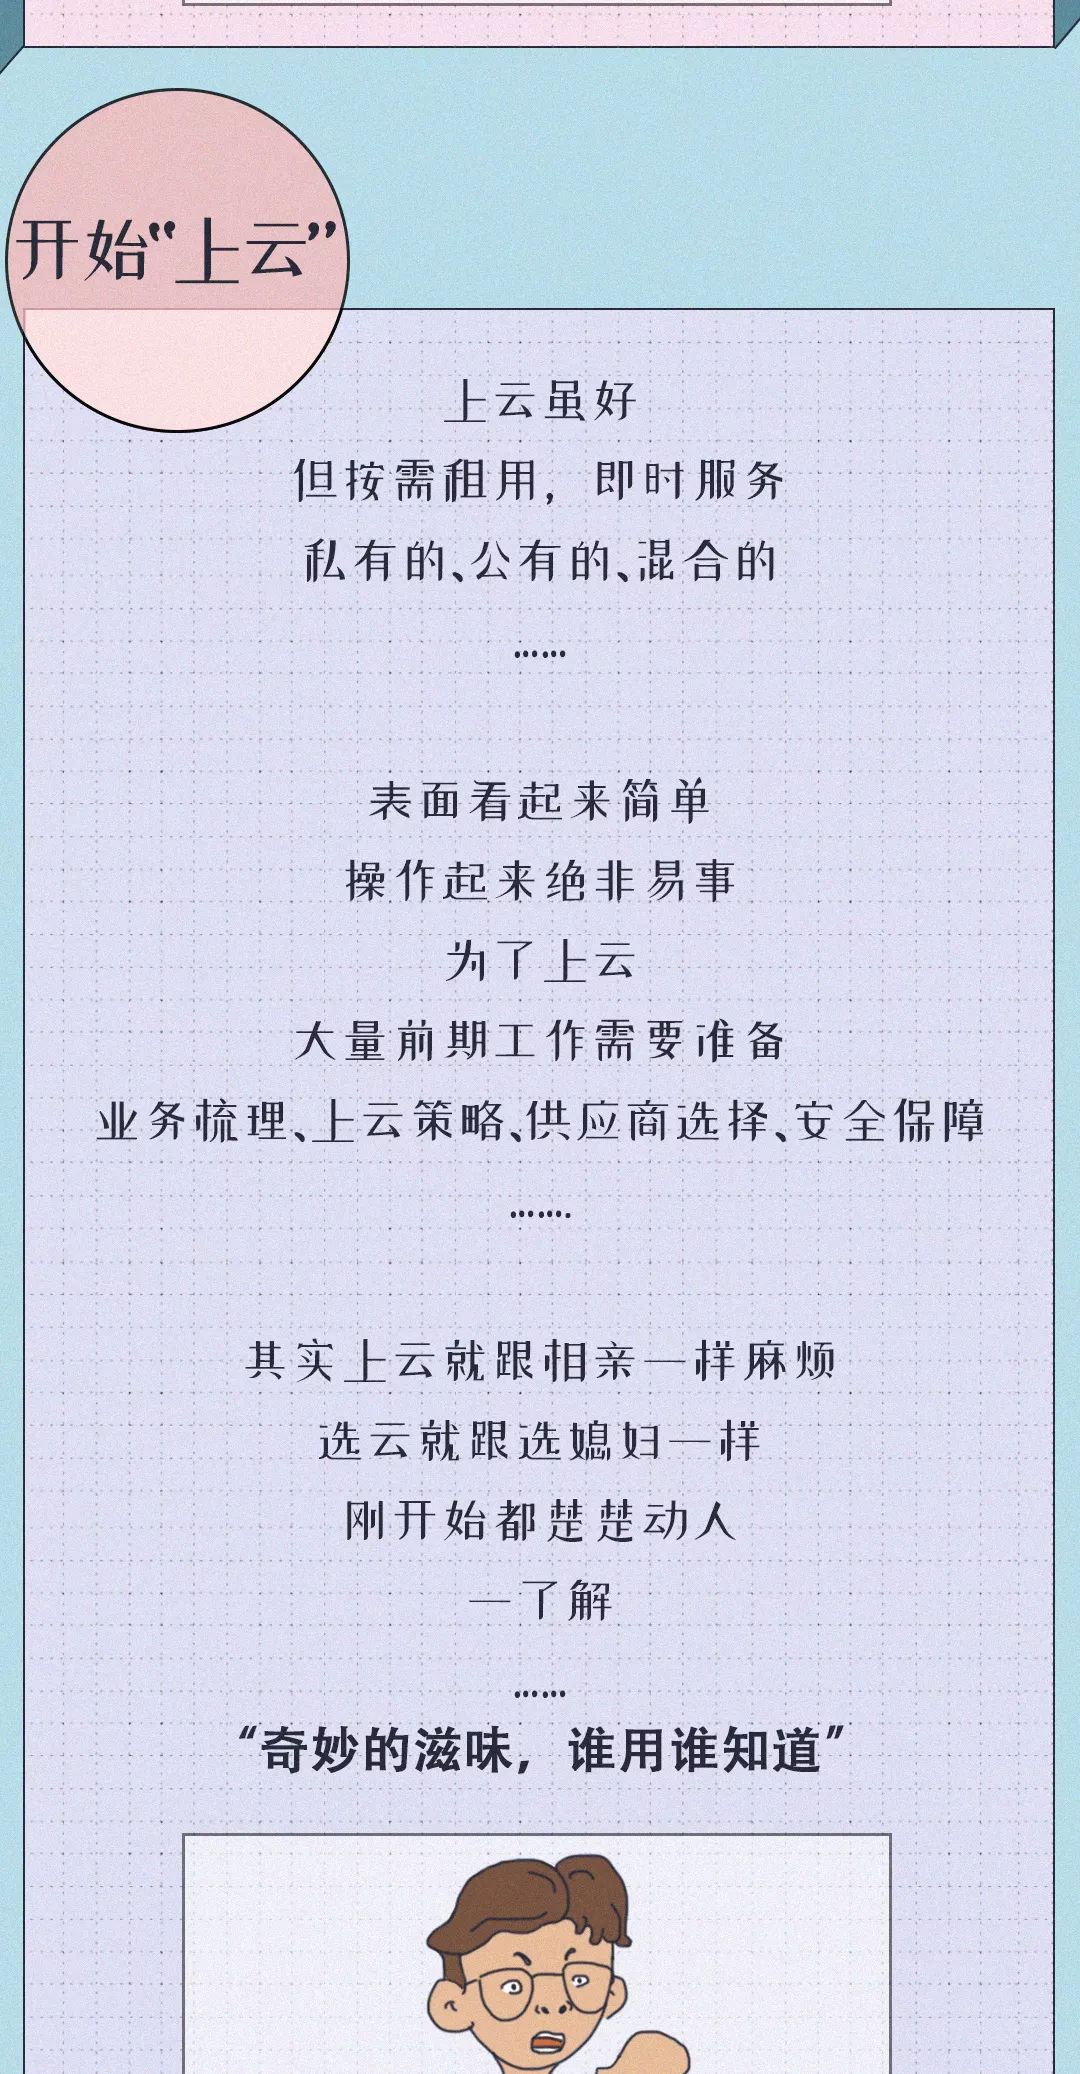 开始“上云”
上云虽好
但按需租用，即时服务
私有的、公有的、混合的
……
表面看起来简单
操作起来绝非易事
为了上云
大量前期工作需要准备
业务梳理、上云策略、供应商选择、安全保障
…….
其实上云就跟相亲一样麻烦
选云就跟选媳妇一样
刚开始都楚楚动人
一了解
……
“奇妙的滋味，谁用谁知道”